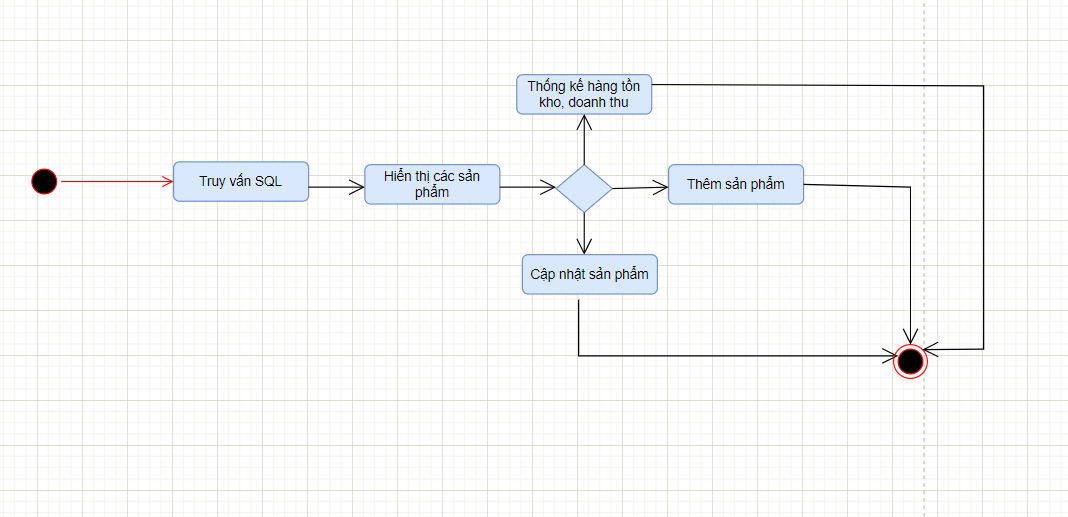 Thống kế hàng tồn
kho, doanh thu
Truy vấn SQL
Hiển thị các sản
phẩm
Thêm sản phẩm
Cập nhật sản phẩm